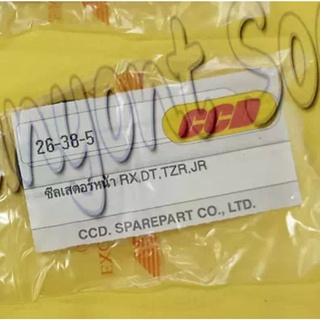 26-38-5
CCD
ซีลเสตอร์หน้า RX,DT,TZR,JR
CCD. SPAREPART CO., LTD.